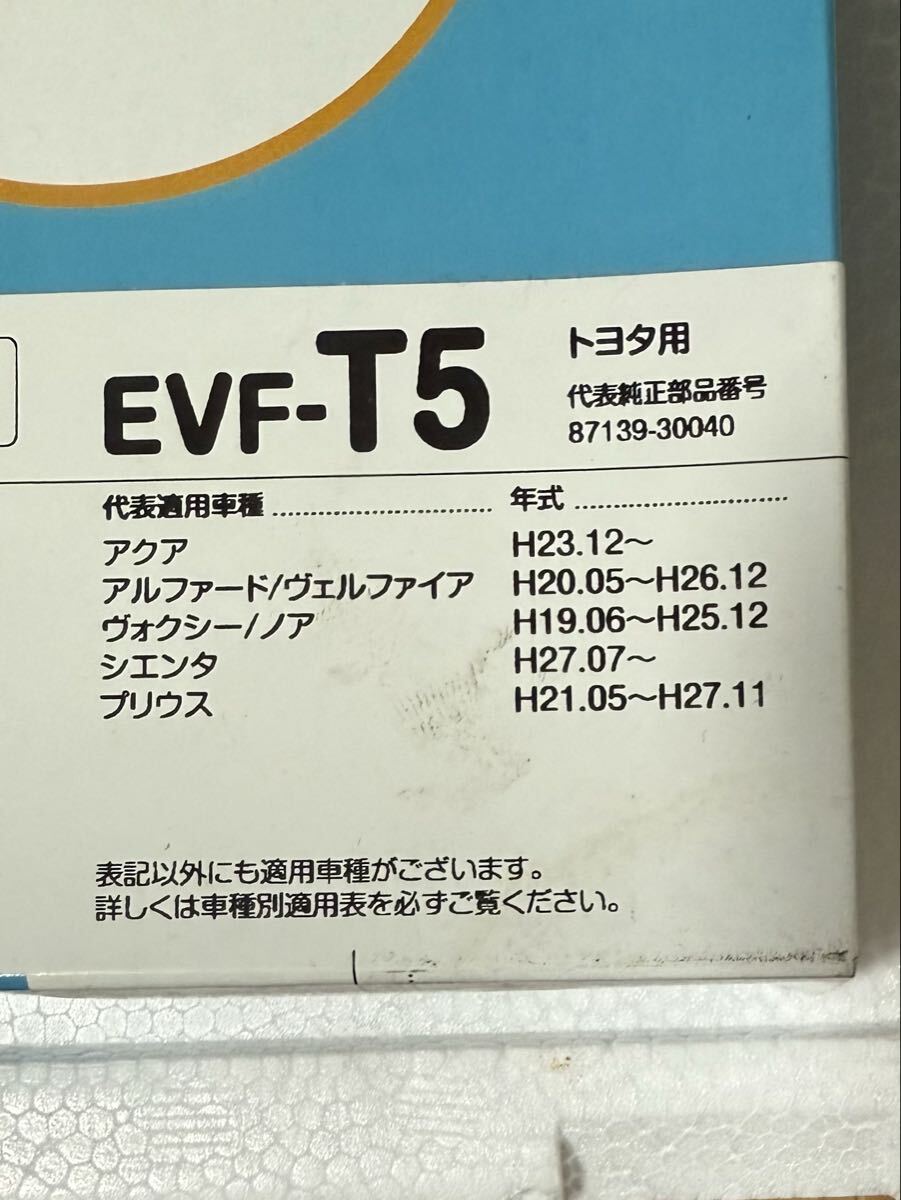 EVF-T5
トヨタ用
代表純正部品番号
87139-30040
代表適用車種 年式
アクア H23.12～
アルファード/ヴェルファイア H20.05～H26.12
ヴォクシー/ノア H19.06～H25.12
シエンタ H27.07～
プリウス H21.05～H27.11
表記以外にも適用車種がございます。
詳しくは車種別適用表を必ずご覧ください。